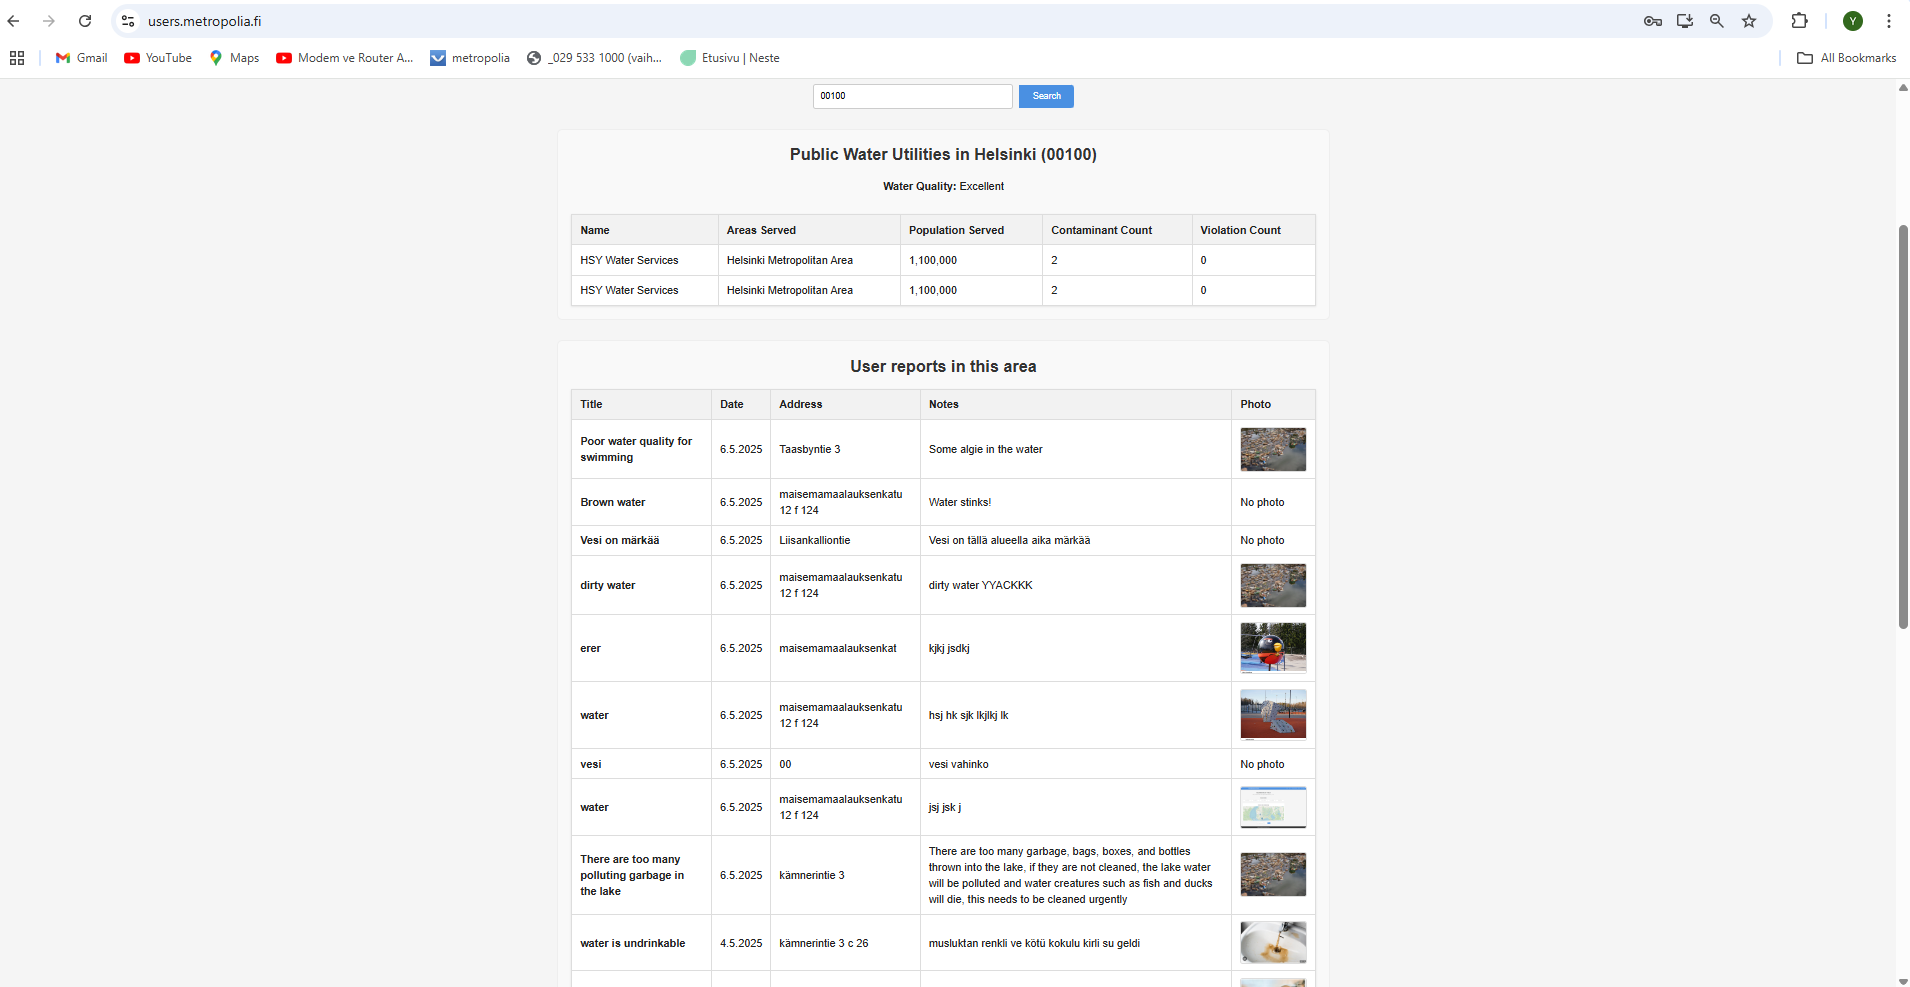 users.metropolia.fi
Y
Gmail
YouTube
Maps
Modem ve Router A...
metropolia
_029 533 1000 (vaih...
Etusivu | Neste
All Bookmarks
00100
Search
Public Water Utilities in Helsinki (00100)
Water Quality: Excellent
Name Areas Served Population Served Contaminant Count Violation Count
HSY Water Services Helsinki Metropolitan Area 1,100,000 2 0
HSY Water Services Helsinki Metropolitan Area 1,100,000 2 0
User reports in this area
Title Date Address Notes Photo
Poor water quality for
swimming
6.5.2025
Taasbyntie 3
Some algie in the water
Brown water
6.5.2025
maisemamaalauksenkatu
12 f 124
Water stinks!
No photo
Vesi on märkää 6.5.2025 Liisankalliontie Vesi on tällä alueella aika märkää No photo
dirty water
6.5.2025
maisemamaalauksenkatu
12 f 124
dirty water YYACKKK
erer 6.5.2025 maisemamaalauksenkat kjkj jsdkj
water
6.5.2025
maisemamaalauksenkatu
12 f 124
hsj hk sjk lkjlkj lk
vesi 6.5.2025 00 vesi vahinko No photo
water
6.5.2025
maisemamaalauksenkatu
12 f 124
jsj jsk j
There are too many
polluting garbage in
the lake
6.5.2025
kämnerintie 3
There are too many garbage, bags, boxes, and bottles
thrown into the lake, if they are not cleaned, the lake water
will be polluted and water creatures such as fish and ducks
will die, this needs to be cleaned urgently
water is undrinkable 4.5.2025 kämnerintie 3 c 26 musluktan renkli ve kötü kokulu kirli su geldi